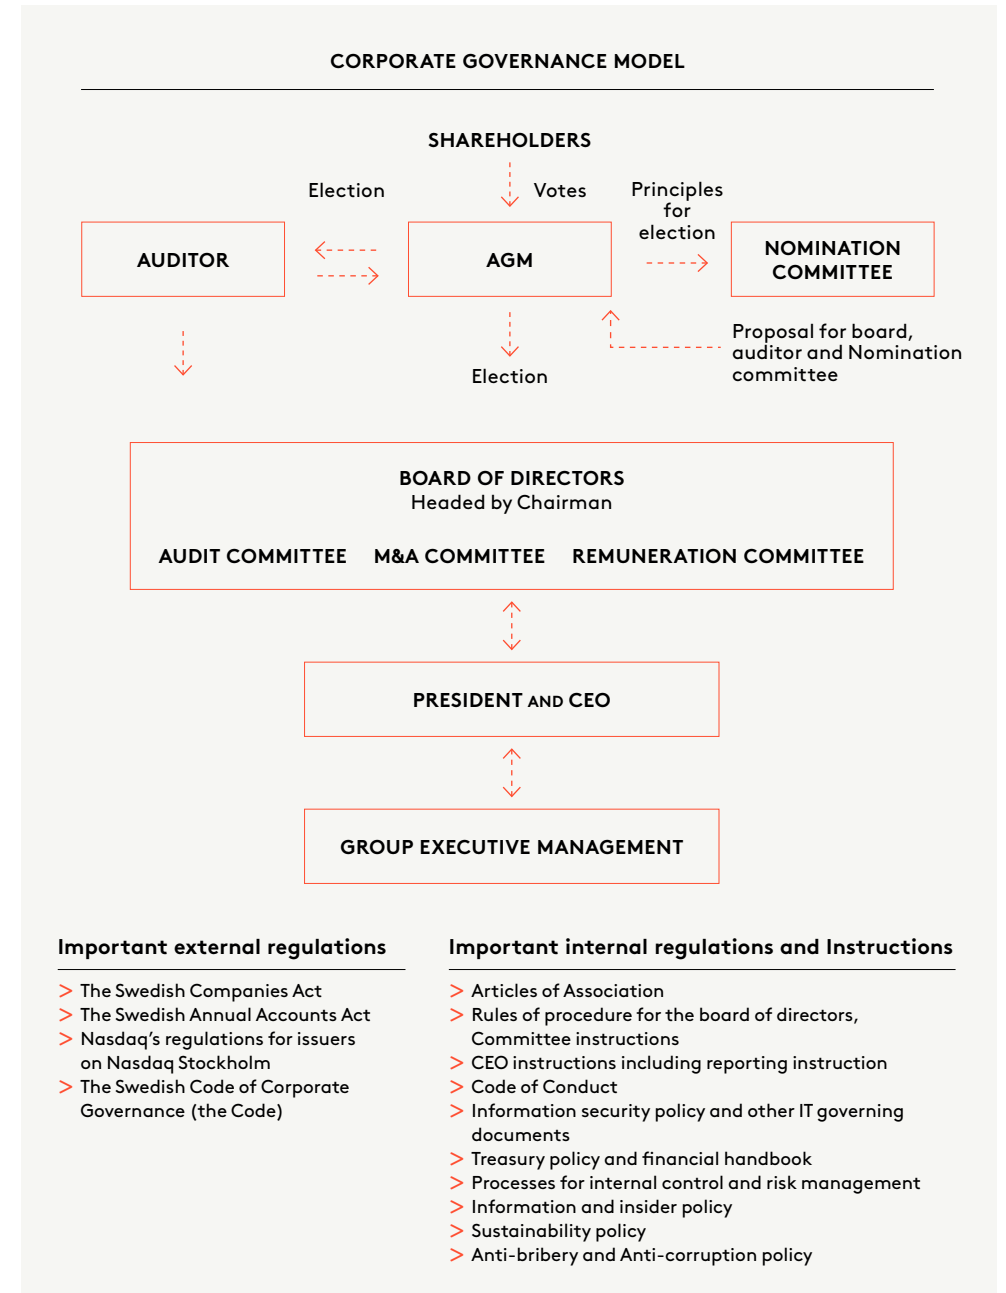 CORPORATE GOVERNANCE MODEL
SHAREHOLDERS
Election
Votes
Principles
for
election
AUDITOR
AGM
NOMINATION
COMMITTEE
Proposal for board,
auditor and Nomination
committee
Election
BOARD OF DIRECTORS
Headed by Chairman
AUDIT COMMITTEE M&A COMMITTEE REMUNERATION COMMITTEE
PRESIDENT AND CEO
GROUP EXECUTIVE MANAGEMENT
Important external regulations
> The Swedish Companies Act
> The Swedish Annual Accounts Act
> Nasdaq's regulations for issuers
on Nasdaq Stockholm
> The Swedish Code of Corporate
Governance (the Code)
Important internal regulations and Instructions
> Articles of Association
> Rules of procedure for the board of directors,
Committee instructions
> CEO instructions including reporting instruction
> Code of Conduct
> Information security policy and other IT governing
documents
> Treasury policy and financial handbook
> Processes for internal control and risk management
> Information and insider policy
> Sustainability policy
> Anti-bribery and Anti-corruption policy